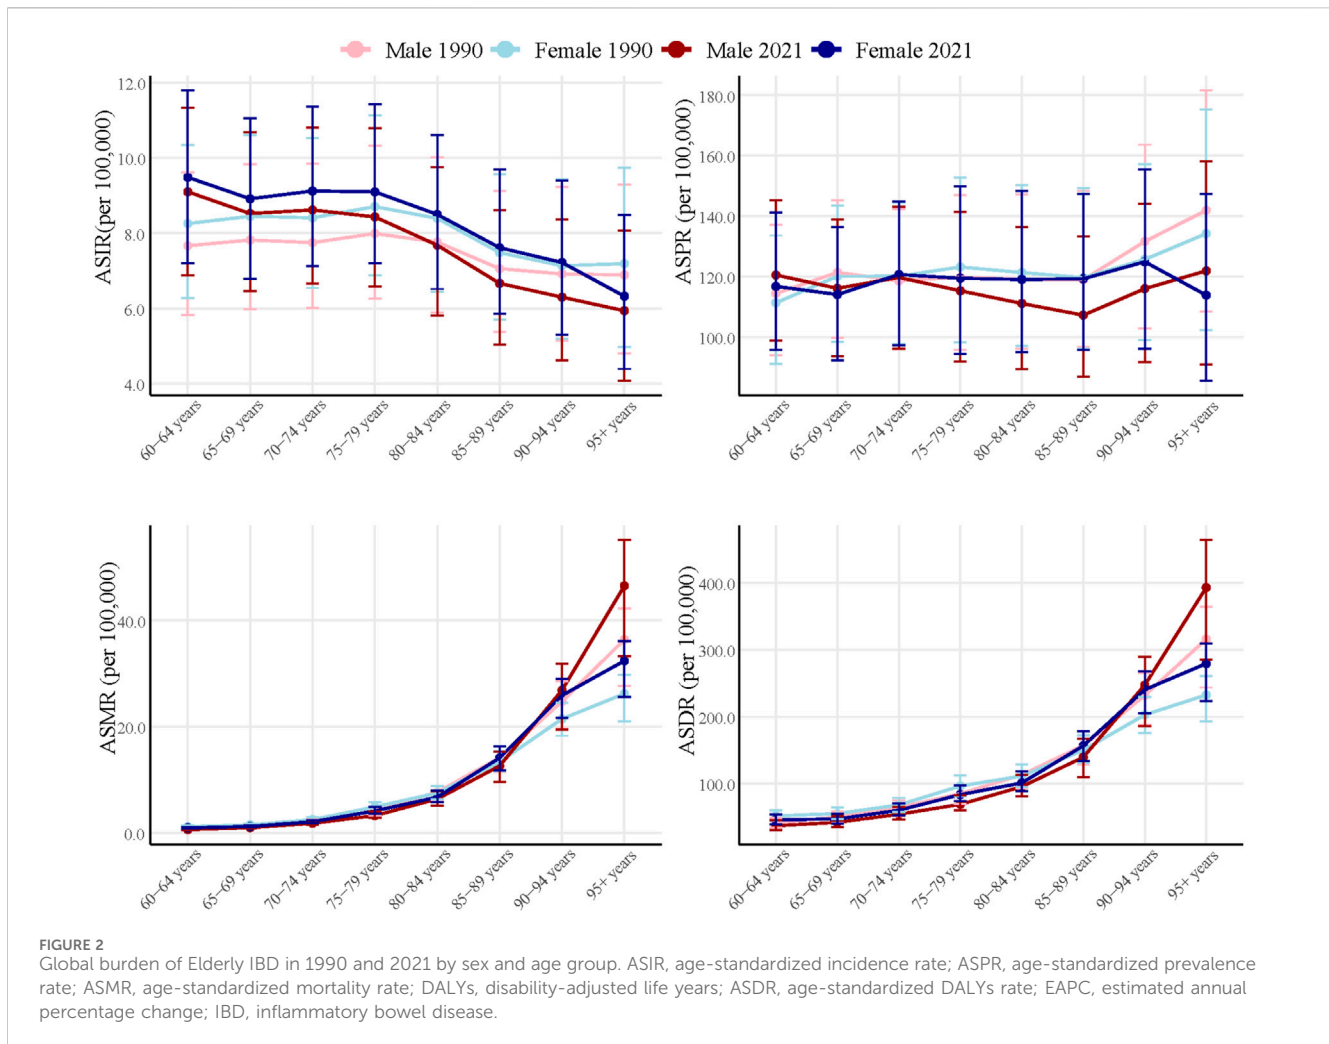 Male 1990 Female 1990 Male 2021 Female 2021
ASIR(per 100,000)
12.0
10.0
8.0
6.0
4.0
60–64 years
65–69 years
70–74 years
75–79 years
80–84 years
85–89 years
90–94 years
95+ years
ASPR (per 100,000)
180.0
160.0
140.0
120.0
100.0
60–64 years
65–69 years
70–74 years
75–79 years
80–84 years
85–89 years
90–94 years
95+ years
ASMR (per 100,000)
40.0
20.0
0.0
60–64 years
65–69 years
70–74 years
75–79 years
80–84 years
85–89 years
90–94 years
95+ years
ASDR (per 100,000)
400.0
300.0
200.0
100.0
60–64 years
65–69 years
70–74 years
75–79 years
80–84 years
85–89 years
90–94 years
95+ years
FIGURE 2
Global burden of Elderly IBD in 1990 and 2021 by sex and age group. ASIR, age-standardized incidence rate; ASPR, age-standardized prevalence
rate; ASMR, age-standardized mortality rate; DALYs, disability-adjusted life years; ASDR, age-standardized DALYs rate; EAPC, estimated annual
percentage change; IBD, inflammatory bowel disease.